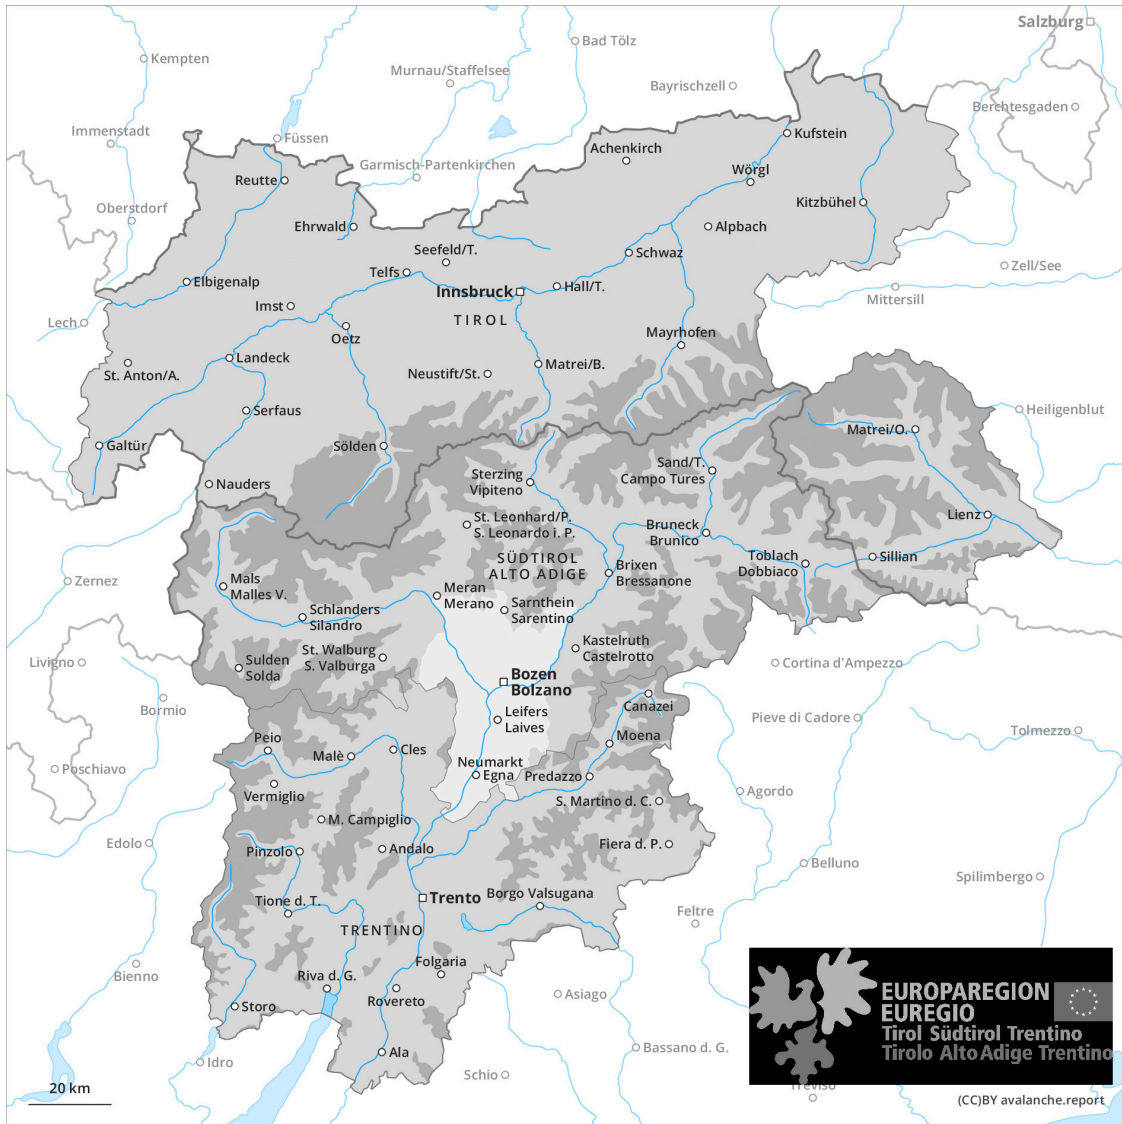 Salzburg
Bad Tölz
Kempten
Murnau/Staffelsee
Bayrischzell
Berchtesgaden
Immenstadt
Füssen
Kufstein
Achenkirch
Garmisch-Partenkirchen
Wörgl
Reutte
Kitzbühel
Oberstdorf
Ehrwald
Alpbach
Seefeld/T.
Schwaz
Telfs
Zell/See
Elbigenalp
Hall/T.
Innsbruck
Mittersill
Imst
TIROL
Lech
Oetz
Mayrhofen
Landeck
Matrei/B.
St. Anton/A.
Neustift/St.
Serfaus
Heiligenblut
Matrei/O.
Galtür
Sölden
Sand/T.
Campo Tures
Sterzing
Vipiteno
Nauders
Lienz
St. Leonhard/P.
S. Leonardo i. P.
Bruneck
Brunico
SÜDTIROL
ALTO ADIGE
Toblach
Dobbiaco
Sillian
Brixen
Bressanone
Zernez
Mals
Malles V.
Meran
Merano
Sarnthein
Sarentino
Schlanders
Silandro
Kastelruth
Castelrotto
St. Walburg
S. Valburga
Livigno
Sulden
Solda
Cortina d'Ampezzo
Bozen
Bolzano
Bormio
Canazei
Leifers
Laives
Pieve di Cadore
Tolmezzo
Moena
Peio
Malè
Cles
Neumarkt
Egna
Predazzo
Poschiavo
Vermiglio
Agordo
S. Martino d. C.
M. Campiglio
Edolo
Pinzolo
Andalo
Fiera d. P.
Belluno
Spilimbergo
Trento
Borgo Valsugana
Tione d. T.
Feltre
TRENTINO
Folgaria
Bienno
Riva d. G.
Rovereto
Asiago
EUROPAREGION
EUREGIO
Storo
Tirol Südtirol Trentino
Tirolo Alto Adige Trentino
Ala
Bassano d. G.
Idro
Schio
Treviso
20 km
(CC)BY avalanche.report